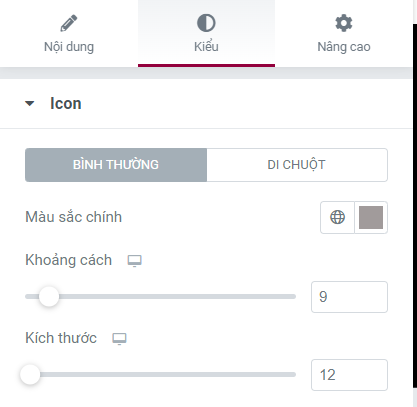 Nội dung
Kiểu
Nâng cao
Icon
BÌNH THƯỜNG
DI CHUỘT
Màu sắc chính
Khoảng cách
9
Kích thước
12